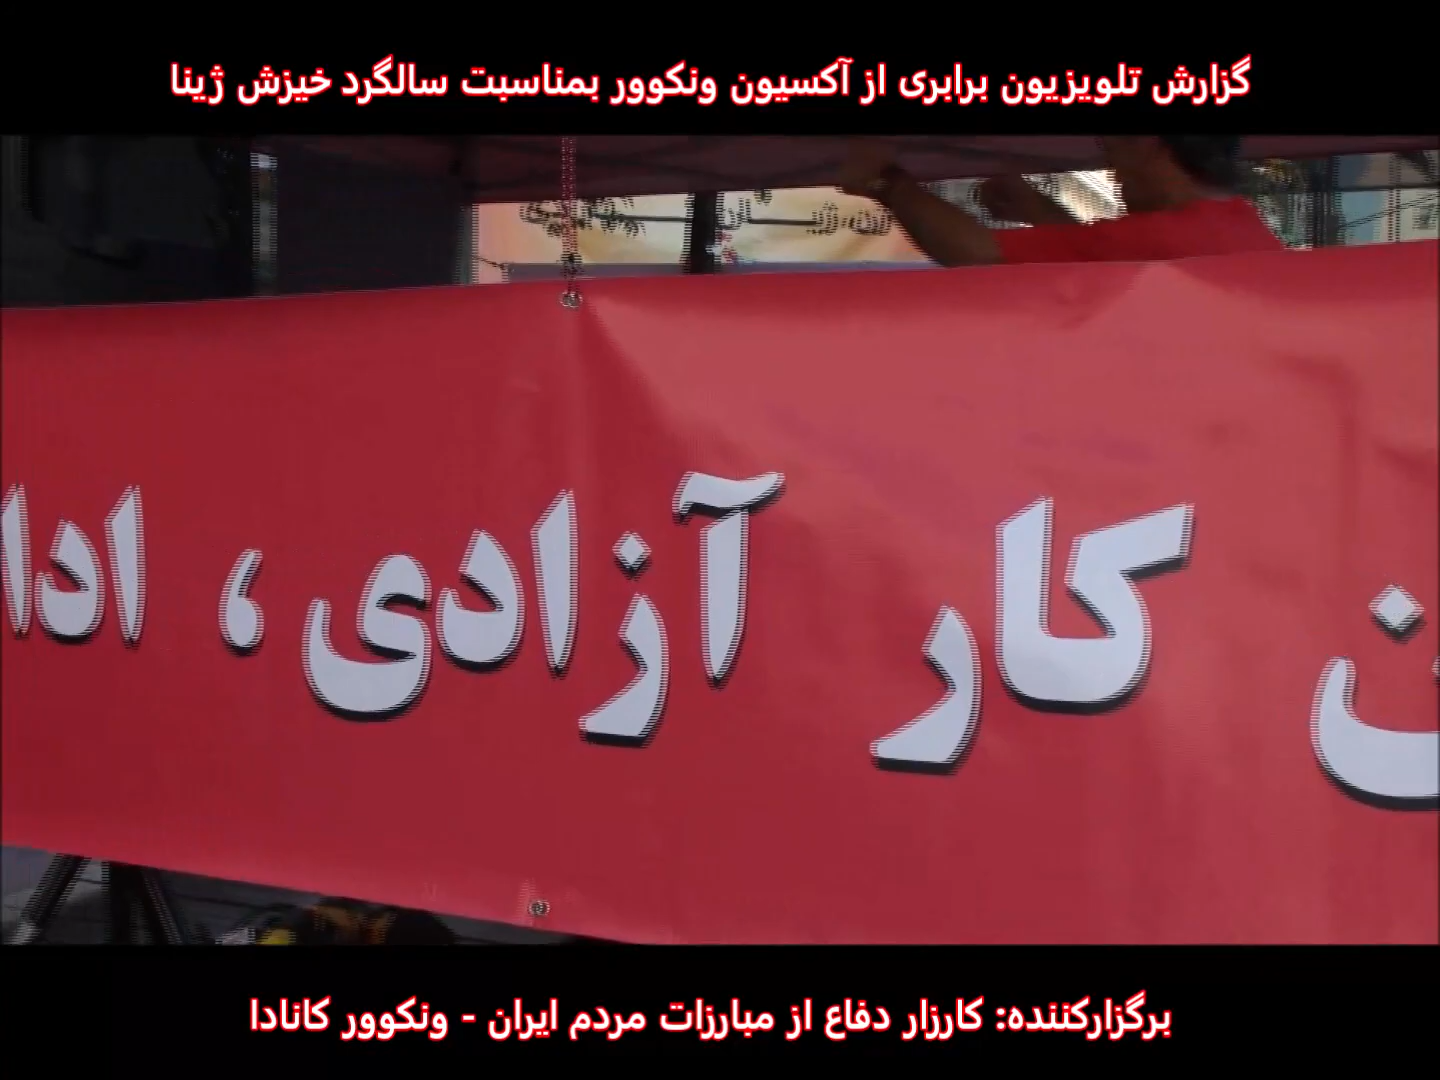 گزارش تلویزیون برابری از آکسیون ونکوور بمناسبت سالگرد خیزش ژینا
کار آزادی، ادا
برگزارکننده: کارزار دفاع از مبارزات مردم ایران - ونکوور کانادا